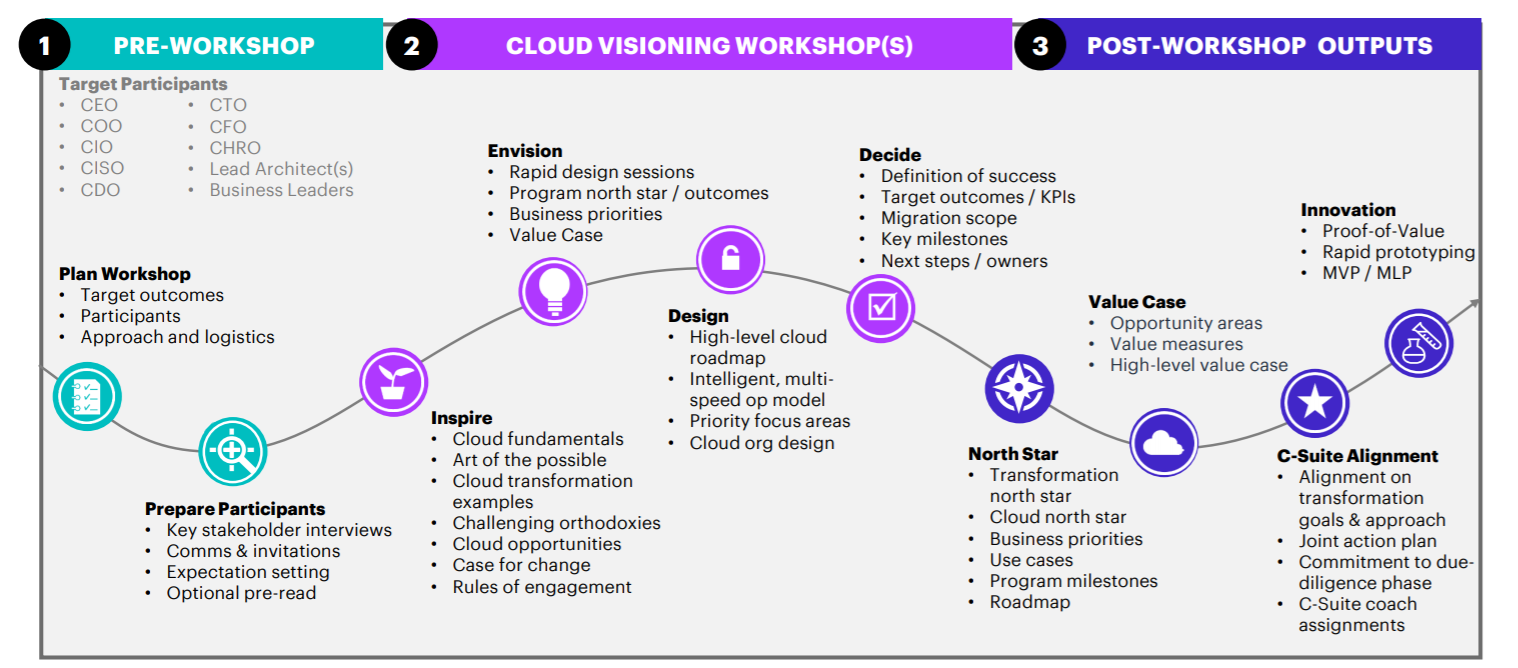 1 PRE-WORKSHOP
2 CLOUD VISIONING WORKSHOP(S)
3 POST-WORKSHOP OUTPUTS
Target Participants
• CEO
• COO
• CIO
• CISO
• CDO
• CTO
• CFO
• CHRO
• Lead Architect(s)
• Business Leaders
Plan Workshop
• Target outcomes
• Participants
• Approach and logistics
Prepare Participants
• Key stakeholder interviews
• Comms & invitations
• Expectation setting
• Optional pre-read
Inspire
• Cloud fundamentals
• Art of the possible
• Cloud transformation
examples
• Challenging orthodoxies
• Cloud opportunities
• Case for change
• Rules of engagement
Envision
• Rapid design sessions
• Program north star / outcomes
• Business priorities
• Value Case
Design
• High-level cloud
roadmap
• Intelligent, multi-
speed op model
• Priority focus areas
• Cloud org design
Decide
• Definition of success
• Target outcomes / KPIs
• Migration scope
• Key milestones
• Next steps / owners
North Star
• Transformation
north star
• Cloud north star
• Business priorities
• Use cases
• Program milestones
• Roadmap
Value Case
• Opportunity areas
• Value measures
• High-level value case
C-Suite Alignment
• Alignment on
transformation
goals & approach
• Joint action plan
• Commitment to due-
diligence phase
• C-Suite coach
assignments
Innovation
• Proof-of-Value
• Rapid prototyping
• MVP / MLP